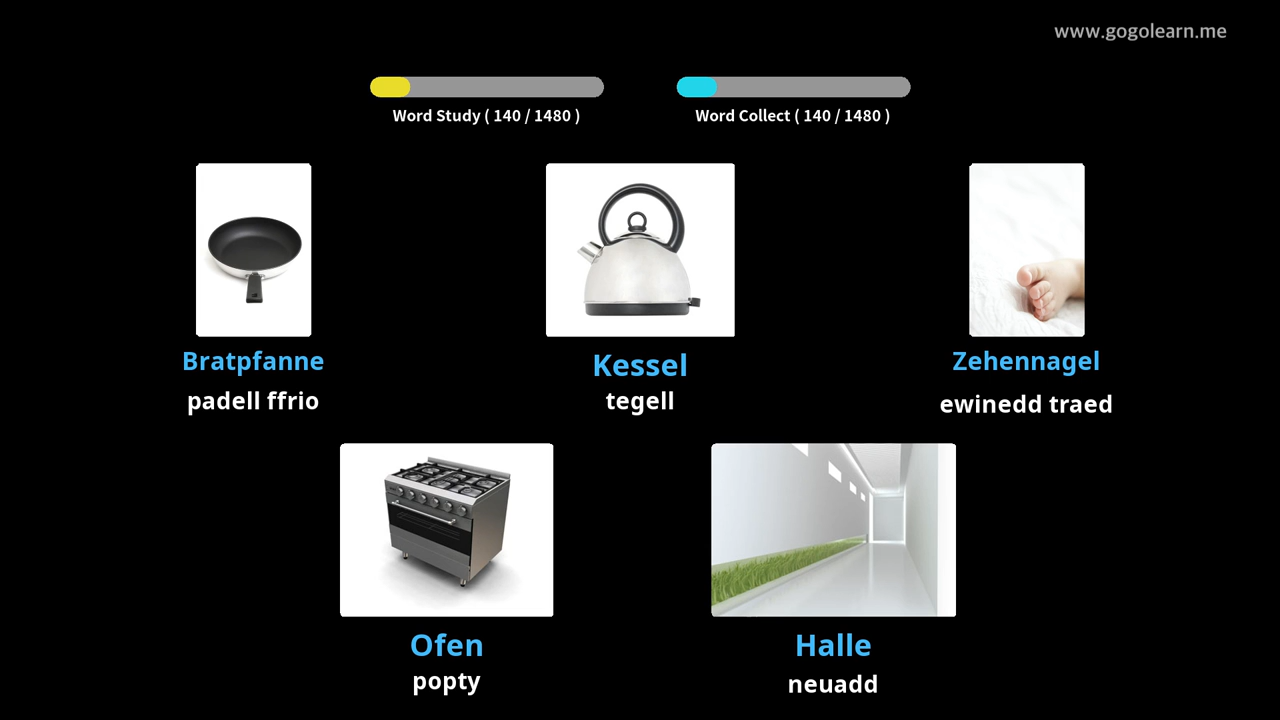 www.gogolearn.me
Word Study ( 140 / 1480 )
Word Collect ( 140 / 1480 )
Bratpfanne
padell ffrio
Kessel
tegell
Zehennagel
ewinedd traed
Ofen
popty
Halle
neuadd